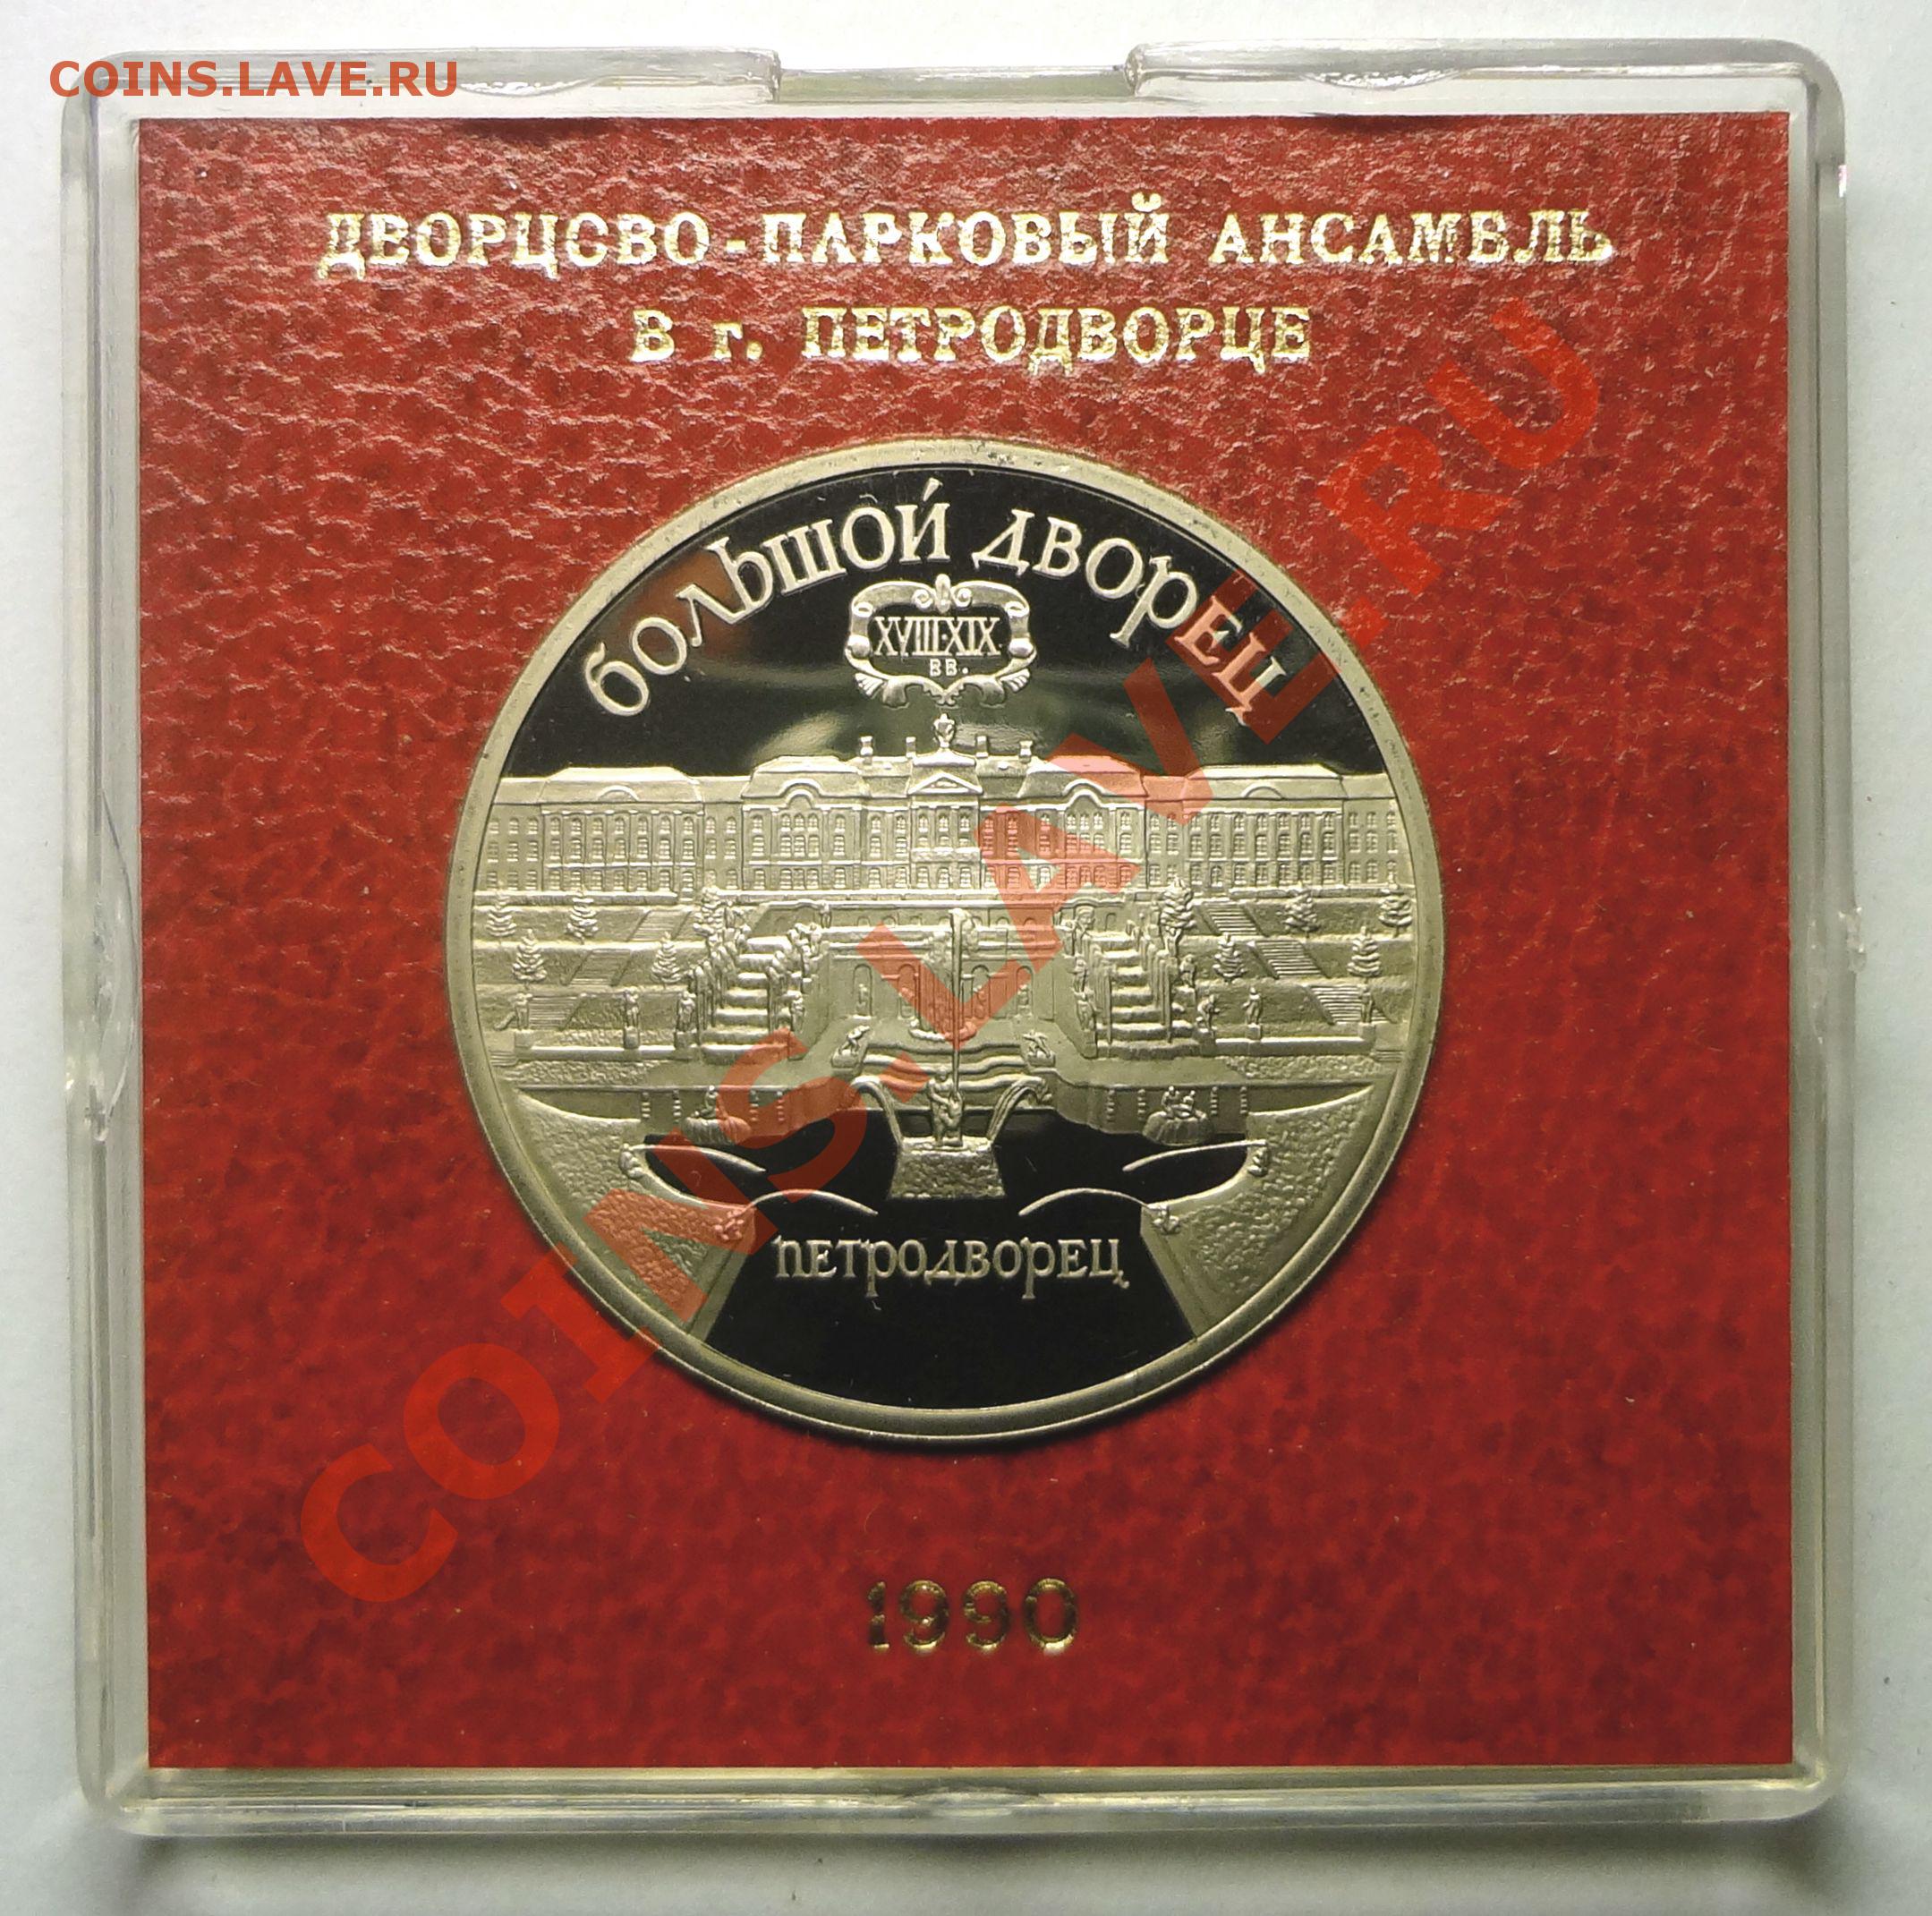 COINS.LAVE.RU
ДВОРЦОВО-ПАРКОВЫЙ АНСАМБЛЬ
В г. ПЕТРОДВОРЦЕ
БОЛЬШОЙ ДВОРЕЦ
XVIII·XIX
ВВ.
ПЕТРОДВОРЕЦ
1990
COINS.LAVE.RU